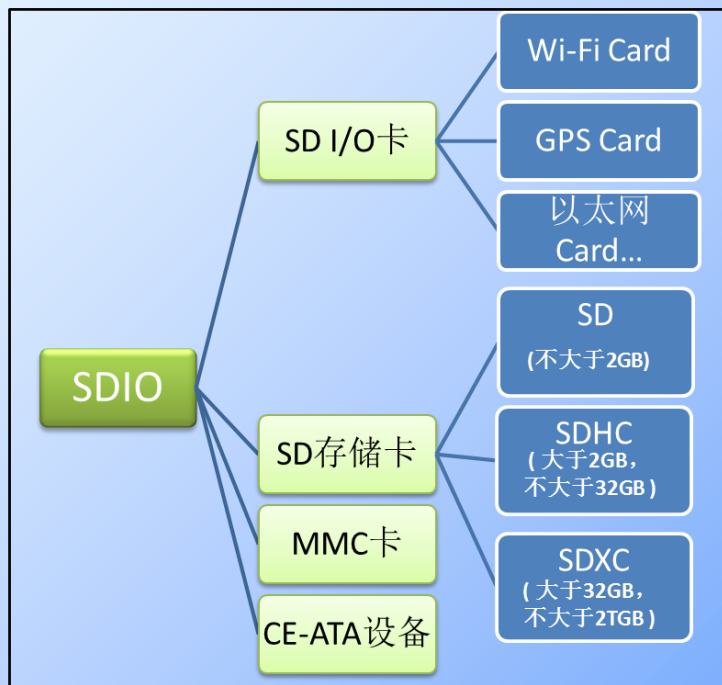 SDIO
SD I/O卡
Wi-Fi Card
GPS Card
以太网
Card...
SD存储卡
SD
(不大于2GB)
SDHC
( 大于2GB，
不大于32GB )
SDXC
( 大于32GB，
不大于2TGB )
MMC卡
CE-ATA设备